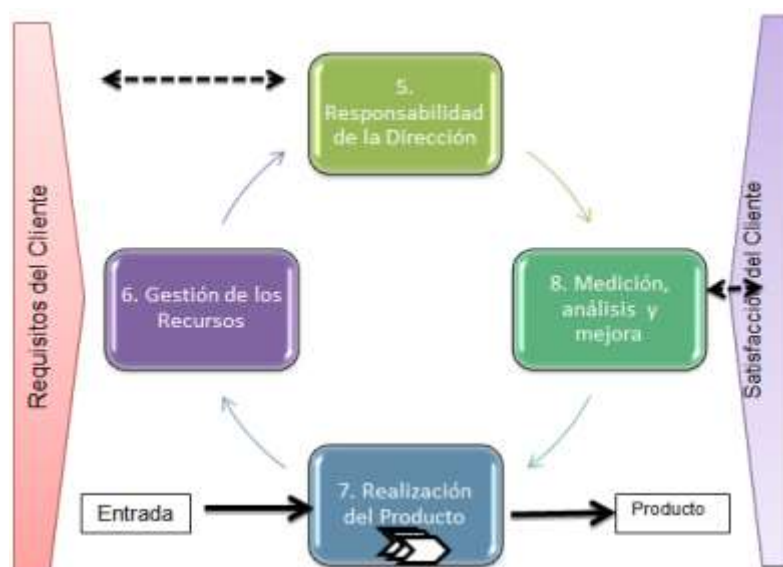 5.
Responsabilidad
de la Dirección
Requisitos del Cliente
6. Gestión de los
Recursos
8. Medición,
análisis y
mejora
Satisfacción del Cliente
7. Realización
del Producto
Entrada
Producto